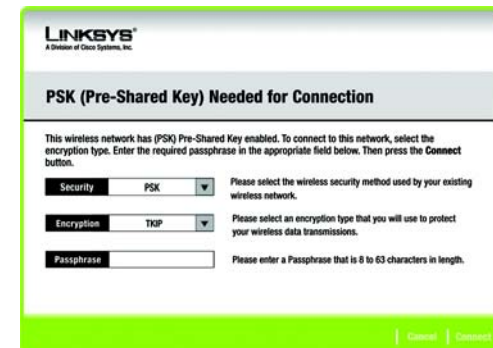 LINKSYS®
A Division of Cisco Systems, Inc.
PSK (Pre-Shared Key) Needed for Connection
This wireless network has (PSK) Pre-Shared Key enabled. To connect to this network, select the
encryption type. Enter the required passphrase in the appropriate field below. Then press the Connect
button.
Security PSK Please select the wireless security method used by your existing
wireless network.
Encryption TKIP Please select an encryption type that you will use to protect
your wireless data transmissions.
Passphrase Please enter a Passphrase that is 8 to 63 characters in length.
Cancel Connect